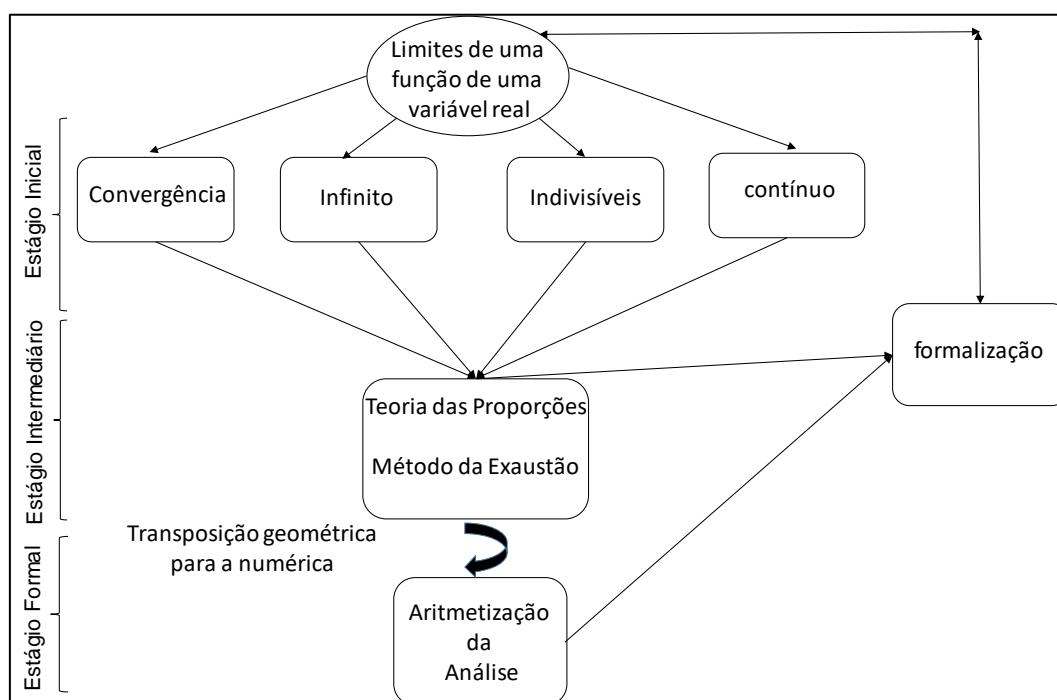 Limites de uma
função de uma
variável real
Estágio Inicial
Convergência
Infinito
Indivisíveis
contínuo
Estágio Intermediário
formalização
Teoria das Proporções
Método da Exaustão
Transposição geométrica
para a numérica
Estágio Formal
Aritmetização
da
Análise